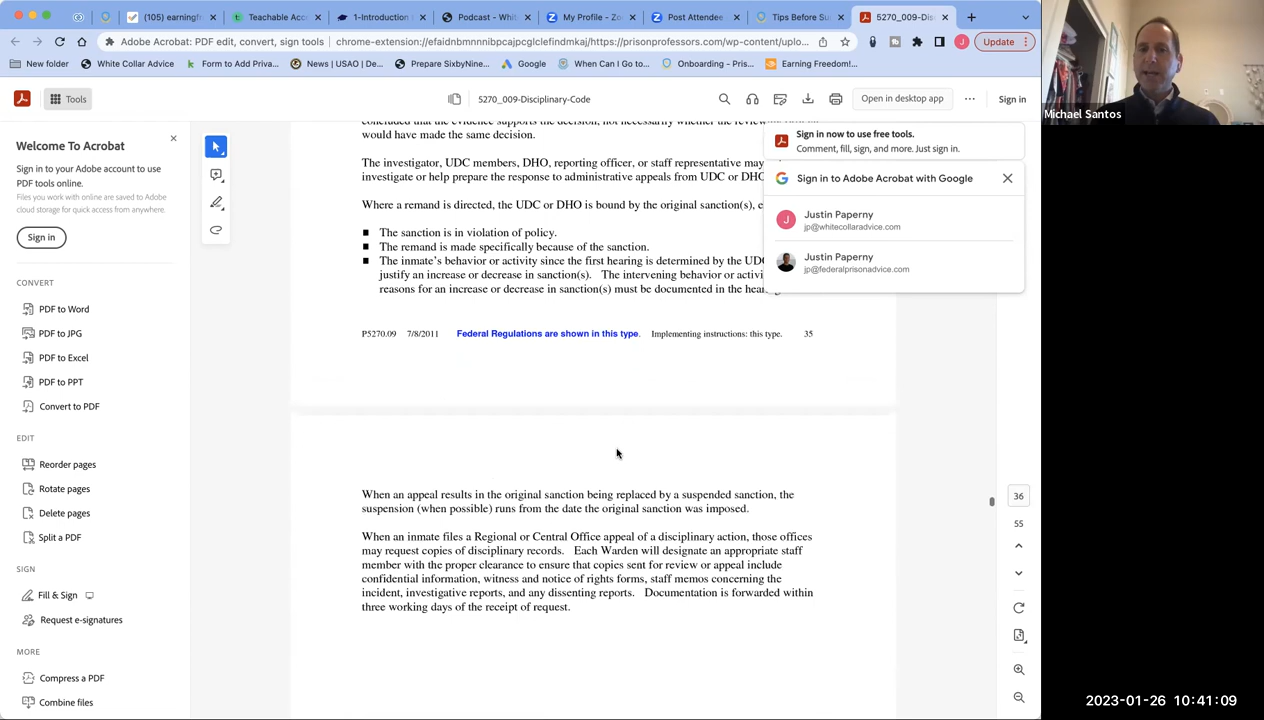 (105) earningfr
Teachable Acc
1-Introduction
Podcast - Whit
My Profile - Zo
Post Attendee
Tips Before Su
5270_009-Dis
Adobe Acrobat: PDF edit, convert, sign tools
chrome-extension://efaidnbmnnnibpcajpcglclefindmkaj/https://prisonprofessors.com/wp-content/uplo...
Update
New folder
White Collar Advice
Form to Add Priva...
News | USAO | De...
Prepare SixbyNine...
Google
When Can I Go to...
Onboarding - Pris...
Earning Freedom!...
Tools
5270_009-Disciplinary-Code
Open in desktop app
Sign in
Welcome To Acrobat
Sign in to your Adobe account to use
PDF tools online.
Files you work with online are saved to Adobe
cloud storage for quick access from anywhere.
Sign in
CONVERT
PDF to Word
PDF to JPG
PDF to Excel
PDF to PPT
Convert to PDF
EDIT
Reorder pages
Rotate pages
Delete pages
Split a PDF
SIGN
Fill & Sign
Request e-signatures
MORE
Compress a PDF
Combine files
concluded that the evidence supports the decision, not necessarily whether the
would have made the same decision.
The investigator, UDC members, DHO, reporting officer, or staff representative may
investigate or help prepare the response to administrative appeals from UDC or DHO
Where a remand is directed, the UDC or DHO is bound by the original sanction(s), e
■ The sanction is in violation of policy.
■ The remand is made specifically because of the sanction.
■ The inmate's behavior or activity since the first hearing is determined by the UDC
justify an increase or decrease in sanction(s). The intervening behavior or activi
reasons for an increase or decrease in sanction(s) must be documented in the
P5270.09 7/8/2011 Federal Regulations are shown in this type. Implementing instructions: this type. 35
When an appeal results in the original sanction being replaced by a suspended sanction, the
suspension (when possible) runs from the date the original sanction was imposed.
When an inmate files a Regional or Central Office appeal of a disciplinary action, those offices
may request copies of disciplinary records. Each Warden will designate an appropriate staff
member with the proper clearance to ensure that copies sent for review or appeal include
confidential information, witness and notice of rights forms, staff memos concerning the
incident, investigative reports, and any dissenting reports. Documentation is forwarded within
three working days of the receipt of request.
Sign in now to use free tools.
Comment, fill, sign, and more. Just sign in.
Sign in to Adobe Acrobat with Google
J
Justin Paperny
jp@whitecollaradvice.com
Justin Paperny
jp@federalprisonadvice.com
36
55
Michael Santos
2023-01-26 10:41:09